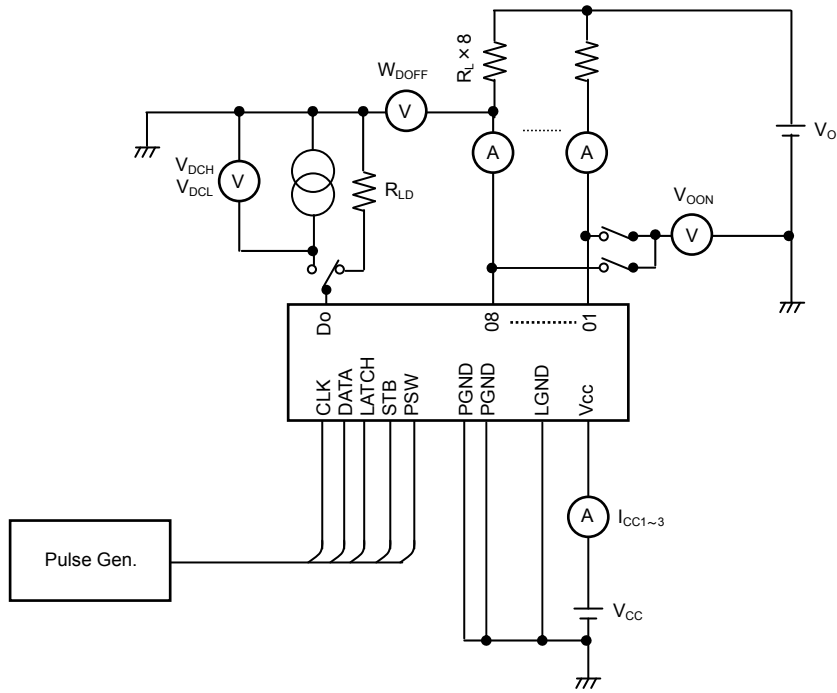 W_DOFF
R_L × 8
V
V_O
V_DCH
V_DCL
V
R_LD
A
A
V_OON
V
Do
08
01
CLK
DATA
LATCH
STB
PSW
PGND
PGND
LGND
Vcc
A
I_CC1~3
Pulse Gen.
V_CC